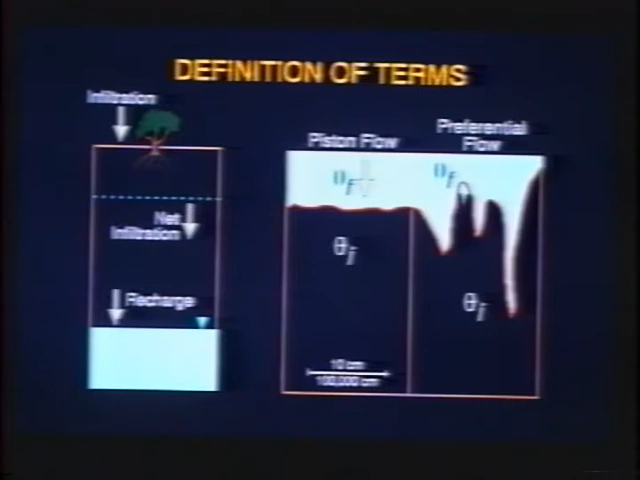 DEFINITION OF TERMS
Infiltration
Net
Infiltration
Recharge
Piston Flow
Preferential
Flow
θf
θf
θi
θi
10 cm
100,000 cm